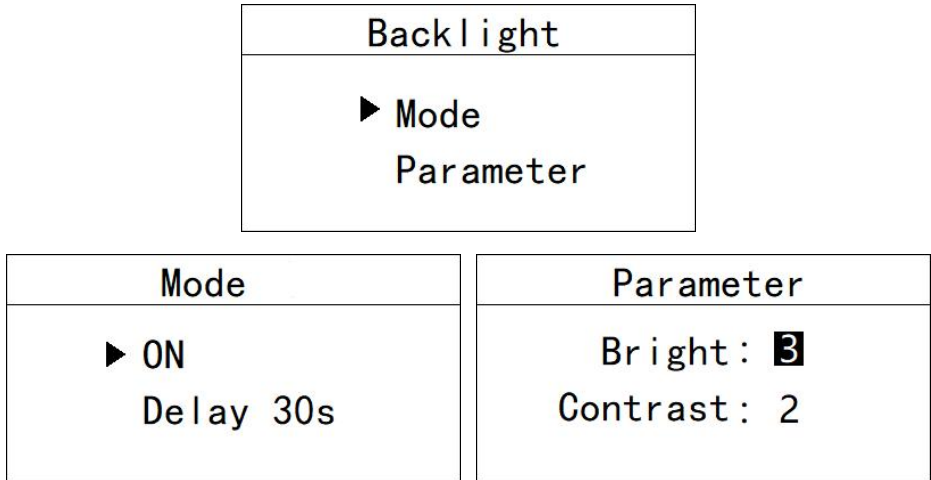 Backlight
Mode
Parameter
Mode
ON
Delay 30s
Parameter
Bright: 3
Contrast: 2